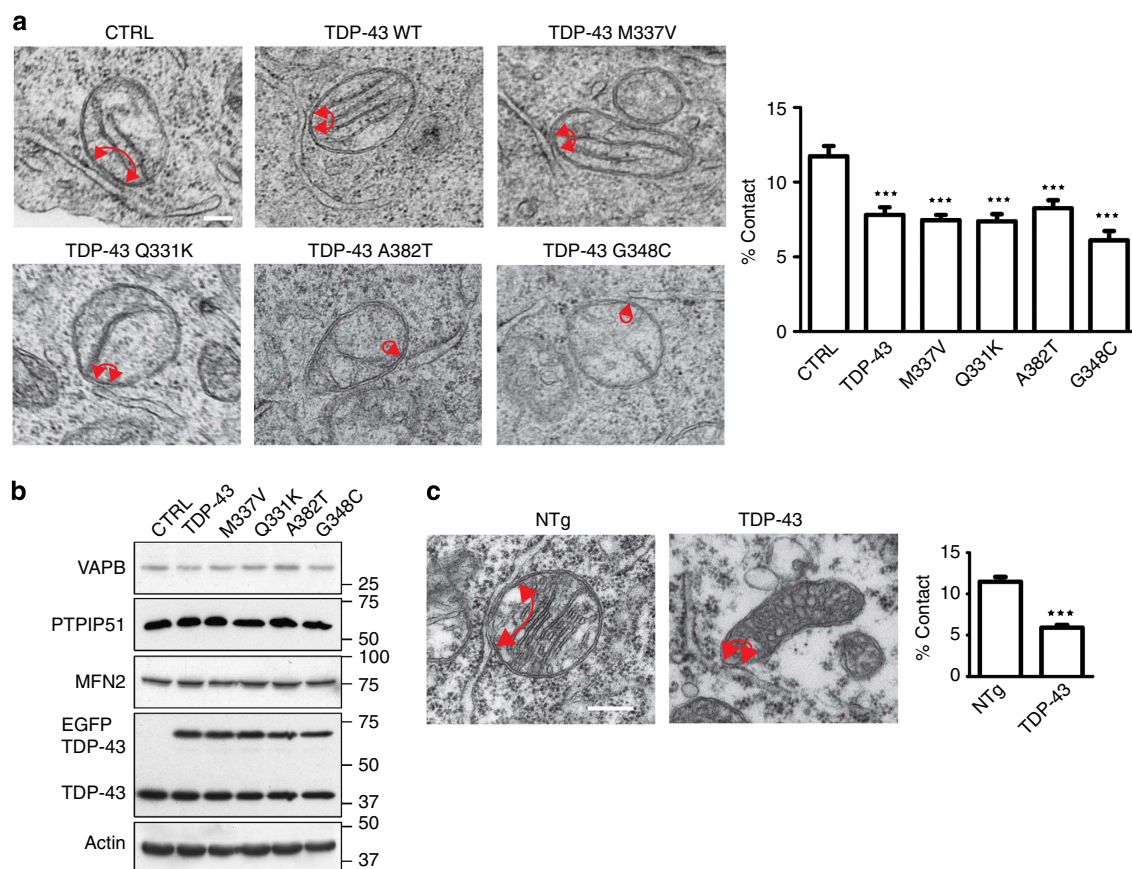 a
CTRL
TDP-43 WT
TDP-43 M337V
TDP-43 Q331K
TDP-43 A382T
TDP-43 G348C
% Contact
15
10
5
0
***
***
***
***
***
CTRL
TDP-43
M337V
Q331K
A382T
G348C
b
CTRL
TDP-43
M337V
Q331K
A382T
G348C
VAPB
25
PTPIP51
75
50
MFN2
100
75
EGFP
TDP-43
75
50
TDP-43
37
Actin
50
37
c
NTg
TDP-43
% Contact
15
10
5
0
***
NTg
TDP-43